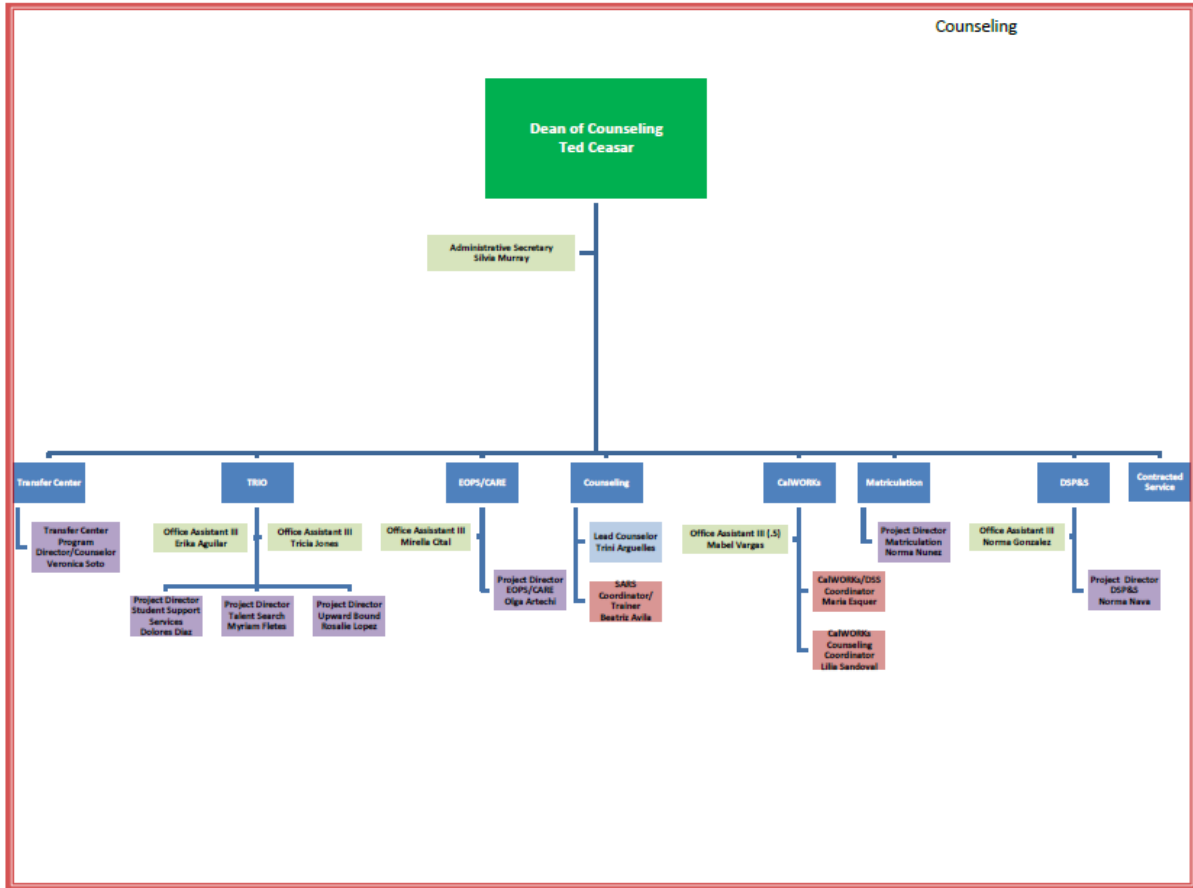 Counseling
Dean of Counseling
Ted Ceasar
Administrative Secretary
Silvia Murray
Transfer Center
TRIO
EOPS/CARE
Counseling
CalWORKs
Matriculation
DSP&S
Contracted
Service
Transfer Center
Program
Director/Counselor
Veronica Soto
Office Assistant III
Erika Aguilar
Office Assistant III
Tricia Jones
Project Director
Student Support
Services
Dolores Diaz
Project Director
Talent Search
Myriam Fletes
Project Director
Upward Bound
Rosalie Lopez
Office Assisstant III
Mirella Cital
Project Director
EOPS/CARE
Olga Artechi
Lead Counselor
Trini Arguelles
SARS
Coordinator/
Trainer
Beatriz Avila
Office Assistant III (.5)
Mabel Vargas
CalWORKs/DSS
Coordinator
Maria Esquer
CalWORKs
Counseling
Coordinator
Lilia Sandoval
Project Director
Matriculation
Norma Nunez
Office Assistant III
Norma Gonzalez
Project Director
DSP&S
Norma Nava